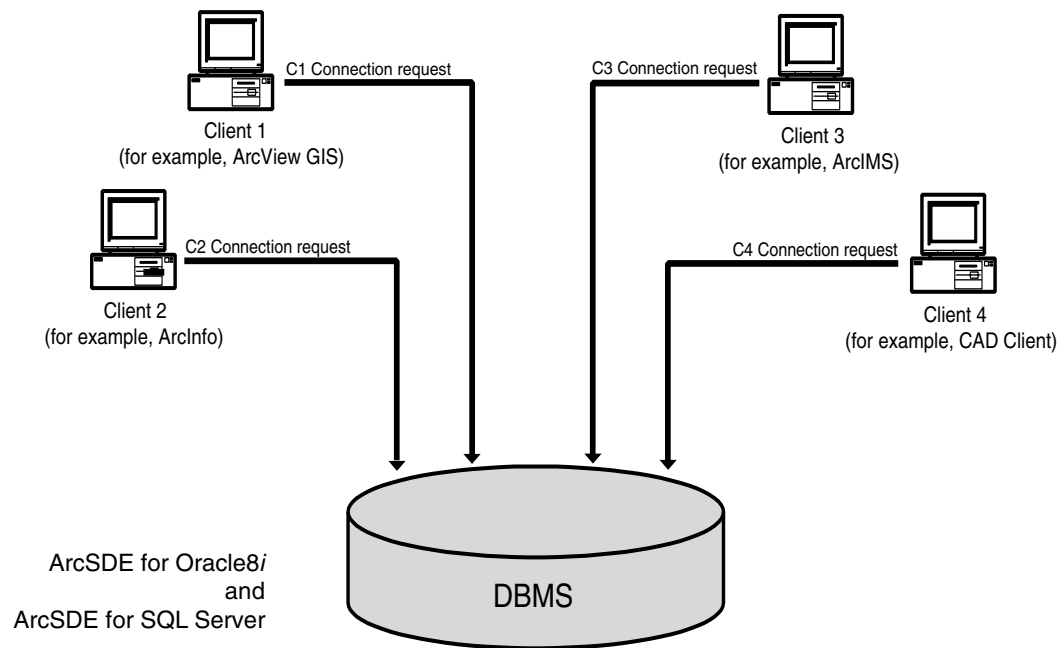 C1 Connection request
Client 1
(for example, ArcView GIS)
C3 Connection request
Client 3
(for example, ArcIMS)
C2 Connection request
Client 2
(for example, ArcInfo)
C4 Connection request
Client 4
(for example, CAD Client)
ArcSDE for Oracle8i
and
ArcSDE for SQL Server
DBMS